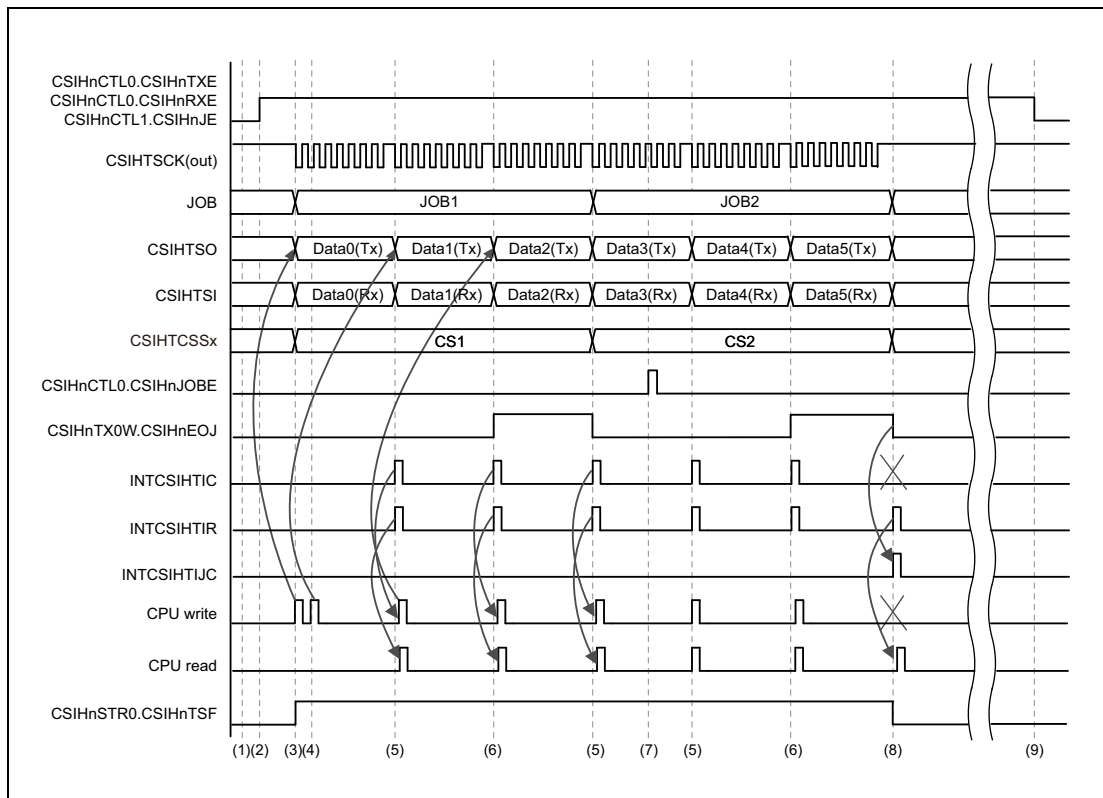 CSIHnCTL0.CSIHnTXE
CSIHnCTL0.CSIHnRXE
CSIHnCTL1.CSIHnJE
CSIHTSCK(out)
JOB JOB1 JOB2
CSIHTSO Data0(Tx) Data1(Tx) Data2(Tx) Data3(Tx) Data4(Tx) Data5(Tx)
CSIHTSI Data0(Rx) Data1(Rx) Data2(Rx) Data3(Rx) Data4(Rx) Data5(Rx)
CSIHTCSSx CS1 CS2
CSIHnCTL0.CSIHnJOBE
CSIHnTX0W.CSIHnEOJ
INTCSIHTIC
INTCSIHTIR
INTCSIHTIJC
CPU write
CPU read
CSIHnSTR0.CSIHnTSF
(1)(2) (3)(4) (5) (6) (5) (7) (5) (6) (8) (9)